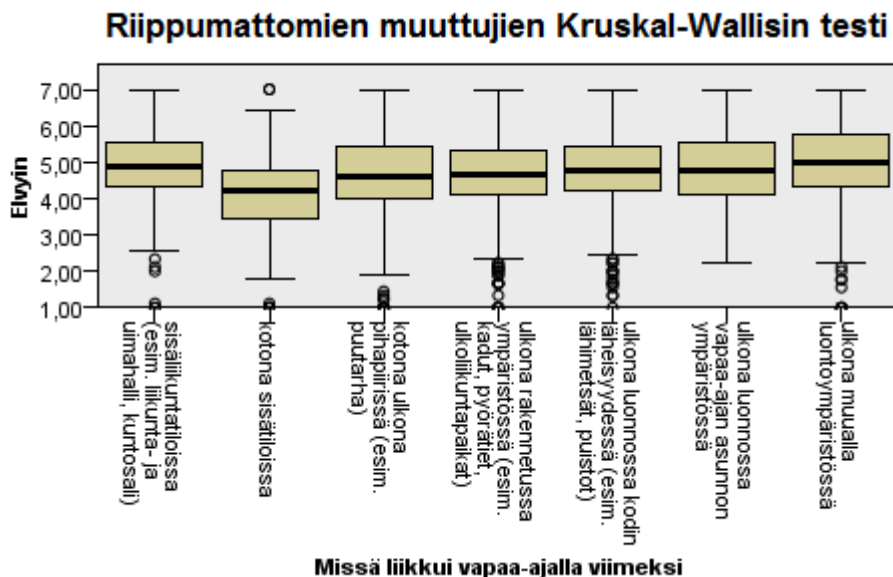 Riippumattomien muuttujien Kruskal-Wallisin testi
7,00
6,00
5,00
4,00
3,00
2,00
1,00
Elvyin
sisäliikuntatiloissa
(esim. liikunta- ja
uimahalli, kuntosali)
kotona sisätiloissa
kotona ulkona
pihapiirissä (esim.
puutarha)
ulkona rakennetussa
ympäristössä (esim.
kadut, pyörätiet,
ulkoliikuntapaikat)
ulkona luonnossa kodin
läheisyydessä (esim.
lähimetsät, puistot)
ulkona luonnossa
vapaa-ajan asunnon
ympäristössä
ulkona muualla
luontoympäristössä
Missä liikkui vapaa-ajalla viimeksi